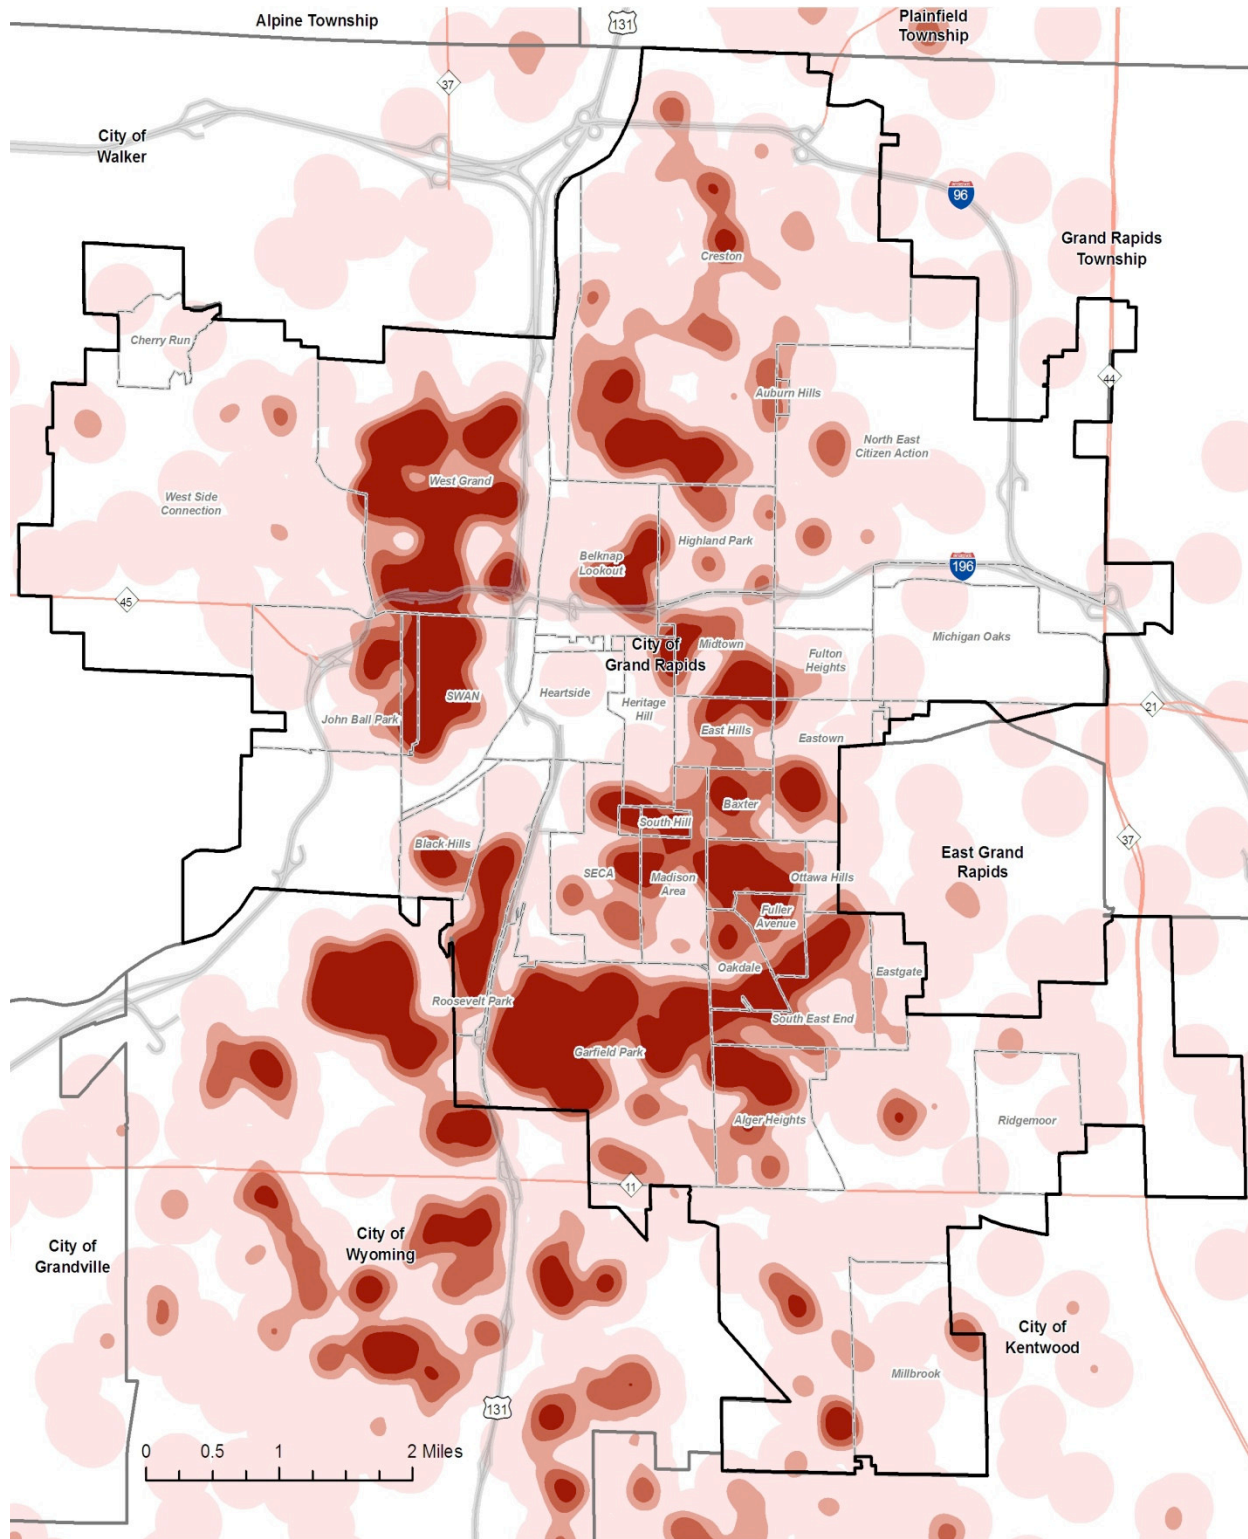 Alpine Township
131
Plainfield
Township
37
City of
Walker
96
Grand Rapids
Township
Creston
Cherry Run
44
Auburn Hills
North East
Citizen Action
West Grand
West Side
Connection
Highland Park
Belknap
Lookout
196
45
Michigan Oaks
Midtown
City of
Grand Rapids
Fulton
Heights
SWAN
Heartside
Heritage
Hill
John Ball Park
21
East Hills
Eastown
Baxter
South Hill
37
Black Hills
East Grand
Rapids
SECA
Madison
Area
Ottawa Hills
Fuller
Avenue
Oakdale
Eastgate
Roosevelt Park
South East End
Garfield Park
Alger Heights
Ridgemoor
11
City of
Wyoming
City of
Grandville
City of
Kentwood
Millbrook
131
0 0.5 1 2 Miles